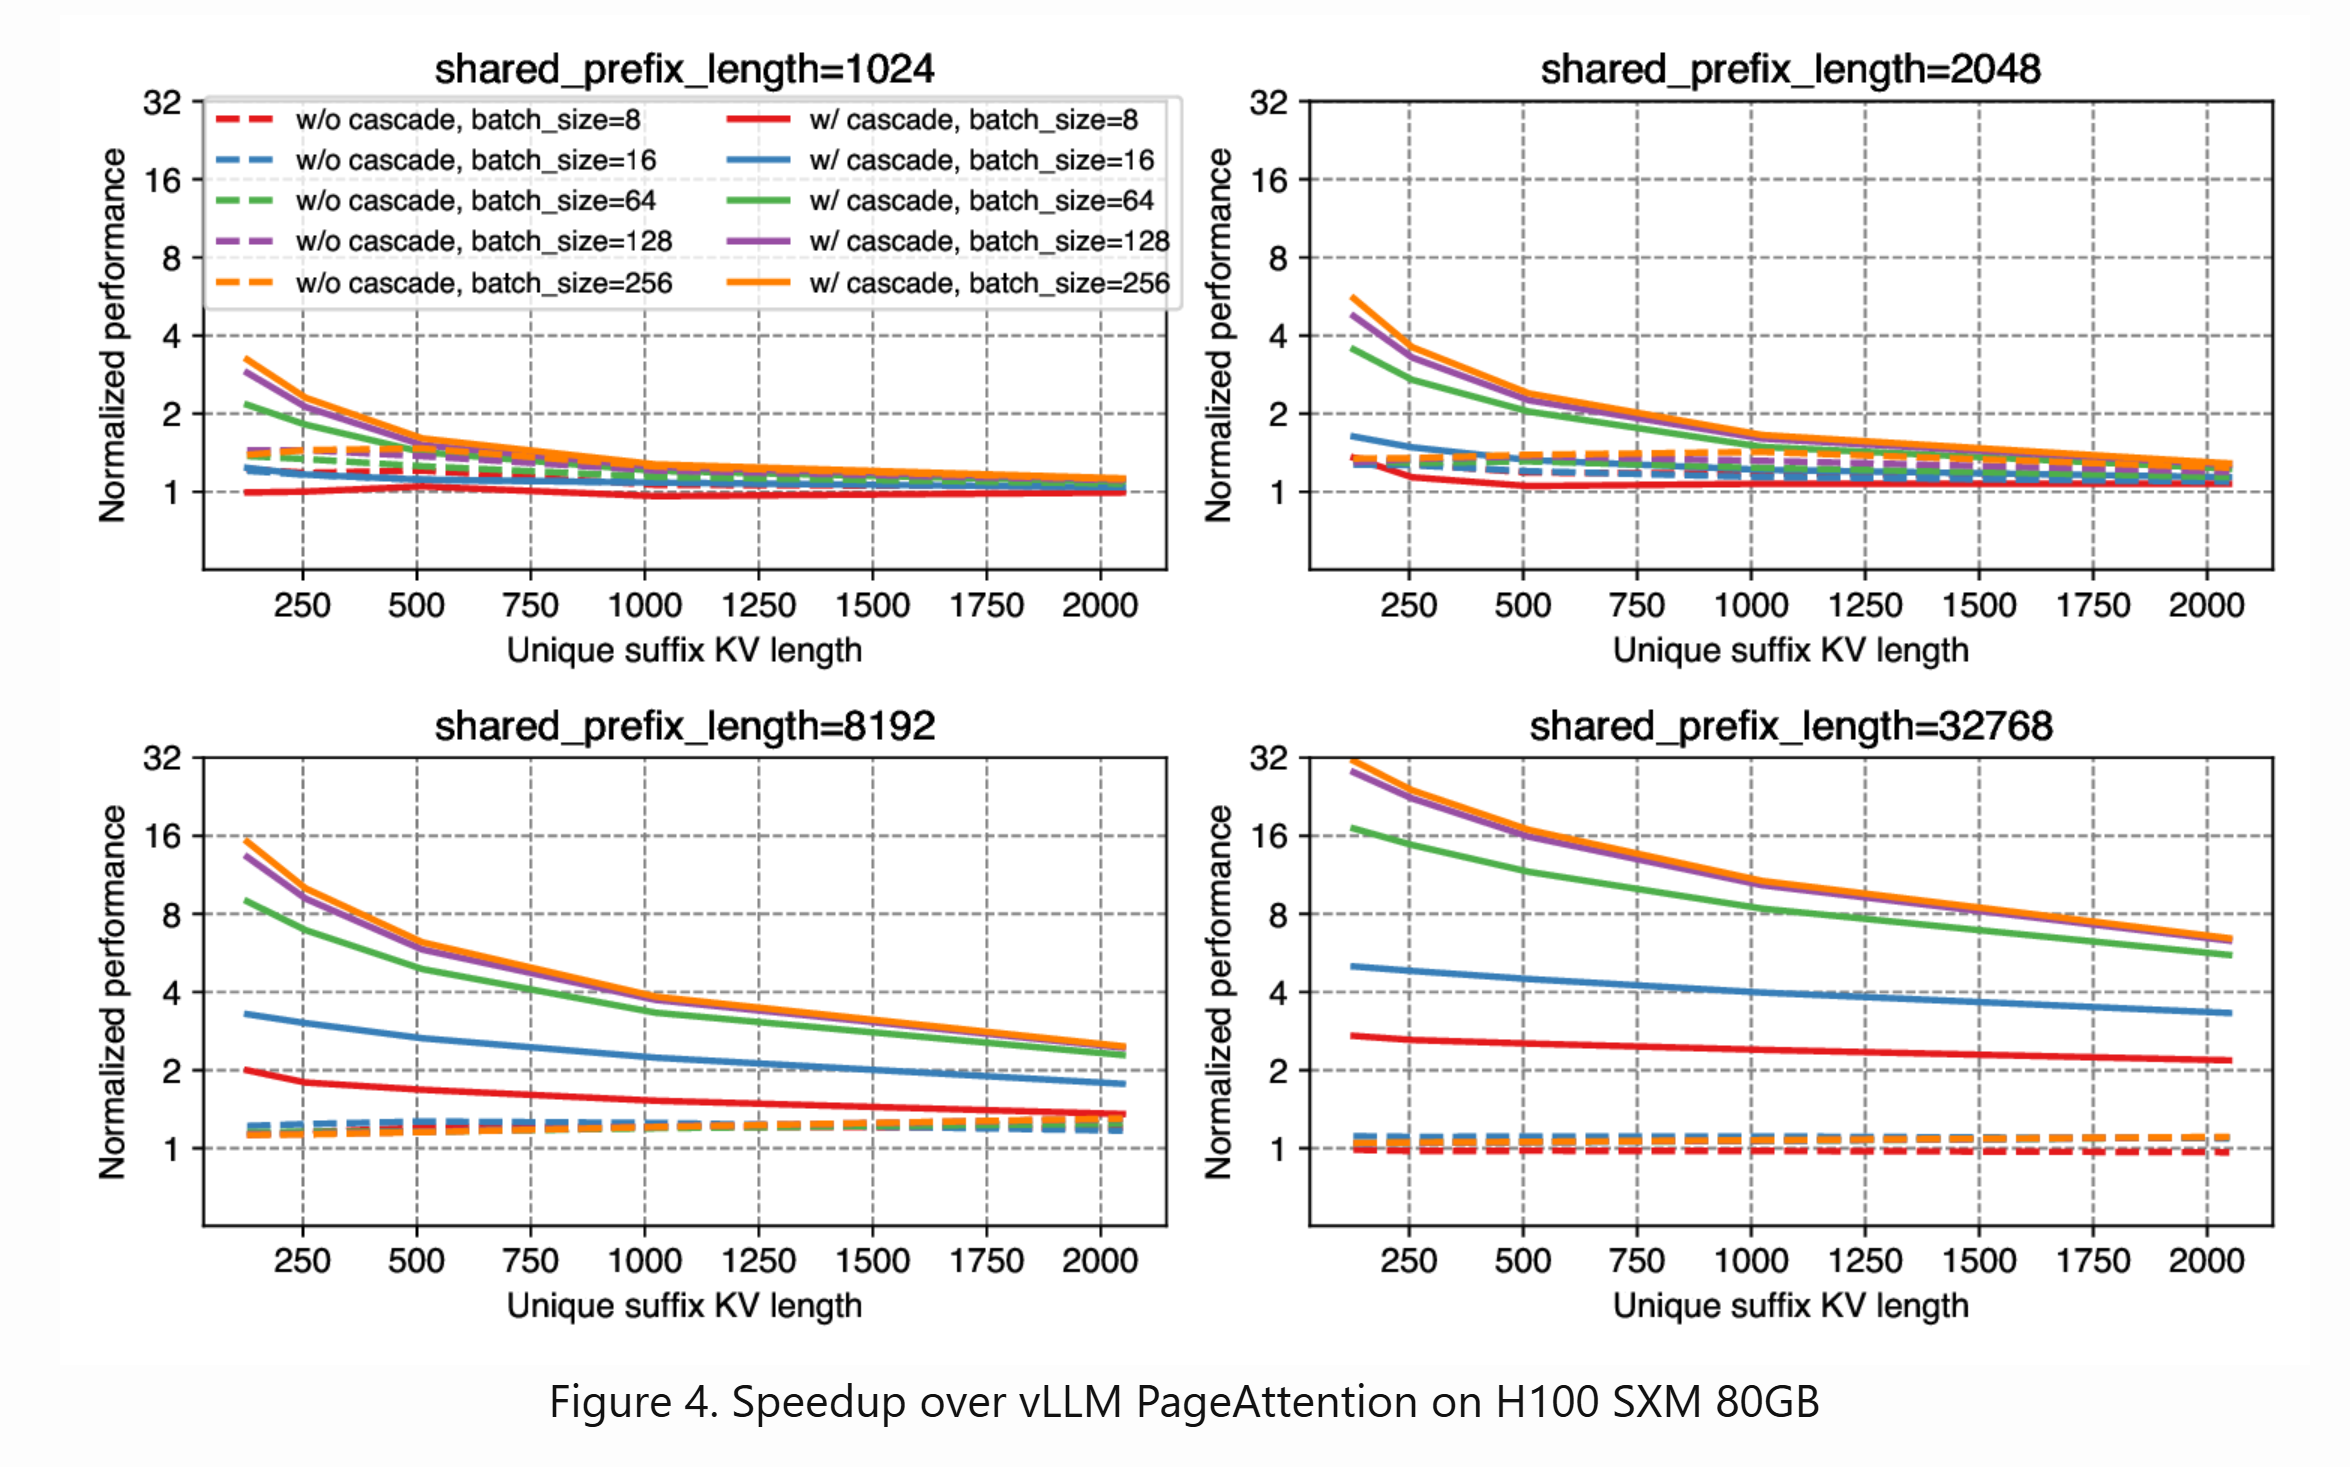 shared_prefix_length=1024
32
16
8
4
2
1
Normalized performance
w/o cascade, batch_size=8
w/o cascade, batch_size=16
w/o cascade, batch_size=64
w/o cascade, batch_size=128
w/o cascade, batch_size=256
w/ cascade, batch_size=8
w/ cascade, batch_size=16
w/ cascade, batch_size=64
w/ cascade, batch_size=128
w/ cascade, batch_size=256
250 500 750 1000 1250 1500 1750 2000
Unique suffix KV length
shared_prefix_length=2048
32
16
8
4
2
1
Normalized performance
250 500 750 1000 1250 1500 1750 2000
Unique suffix KV length
shared_prefix_length=8192
32
16
8
4
2
1
Normalized performance
250 500 750 1000 1250 1500 1750 2000
Unique suffix KV length
shared_prefix_length=32768
32
16
8
4
2
1
Normalized performance
250 500 750 1000 1250 1500 1750 2000
Unique suffix KV length
Figure 4. Speedup over vLLM PageAttention on H100 SXM 80GB